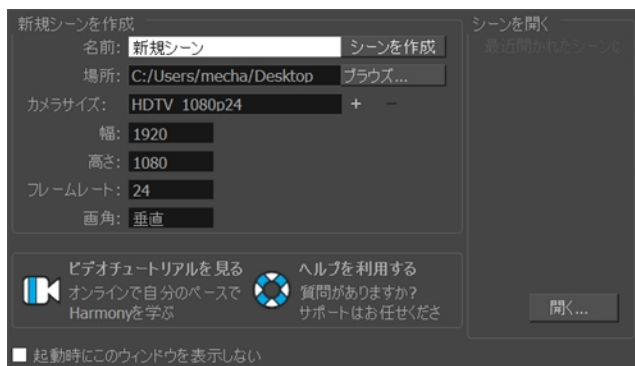 新規シーンを作成
名前: 新規シーン シーンを作成
場所: C:/Users/mecha/Desktop ブラウズ...
カメラサイズ: HDTV_1080p24 + −
幅: 1920
高さ: 1080
フレームレート: 24
画角: 垂直
ビデオチュートリアルを見る
オンラインで自分のペースで
Harmonyを学ぶ
ヘルプを利用する
質問がありますか?
サポートはお任せくださ
起動時にこのウィンドウを表示しない
シーンを開く
最近開かれたシーンに
開く...